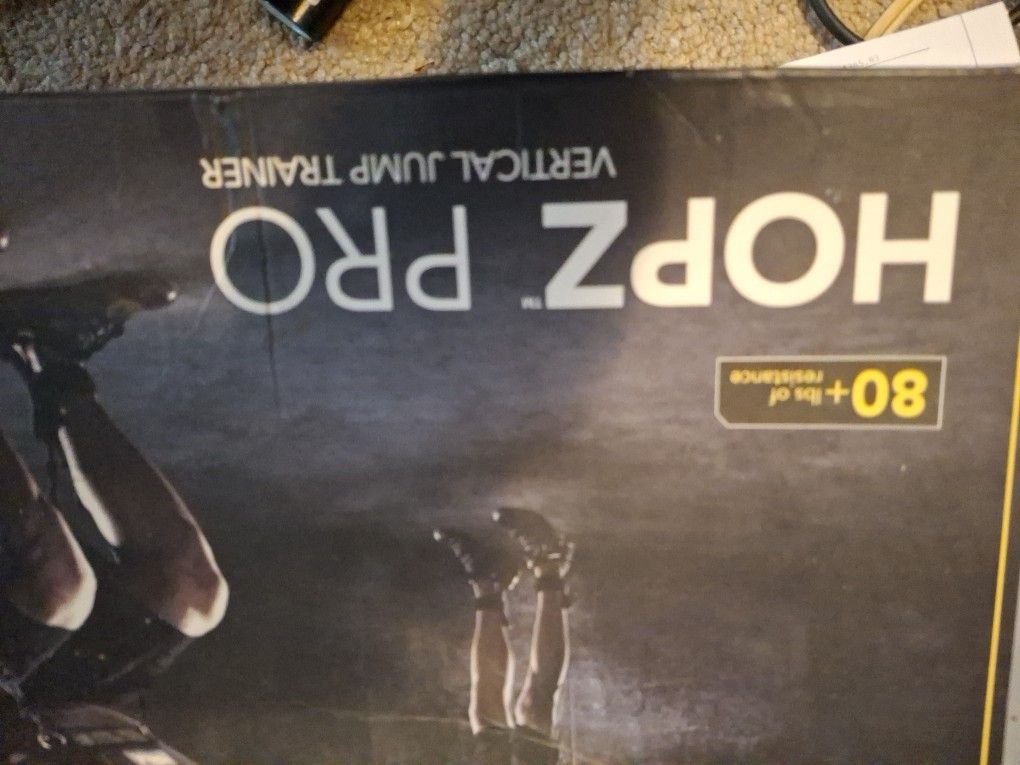 HOPZ™ PRO
VERTICAL JUMP TRAINER
80+ lbs of
resistance